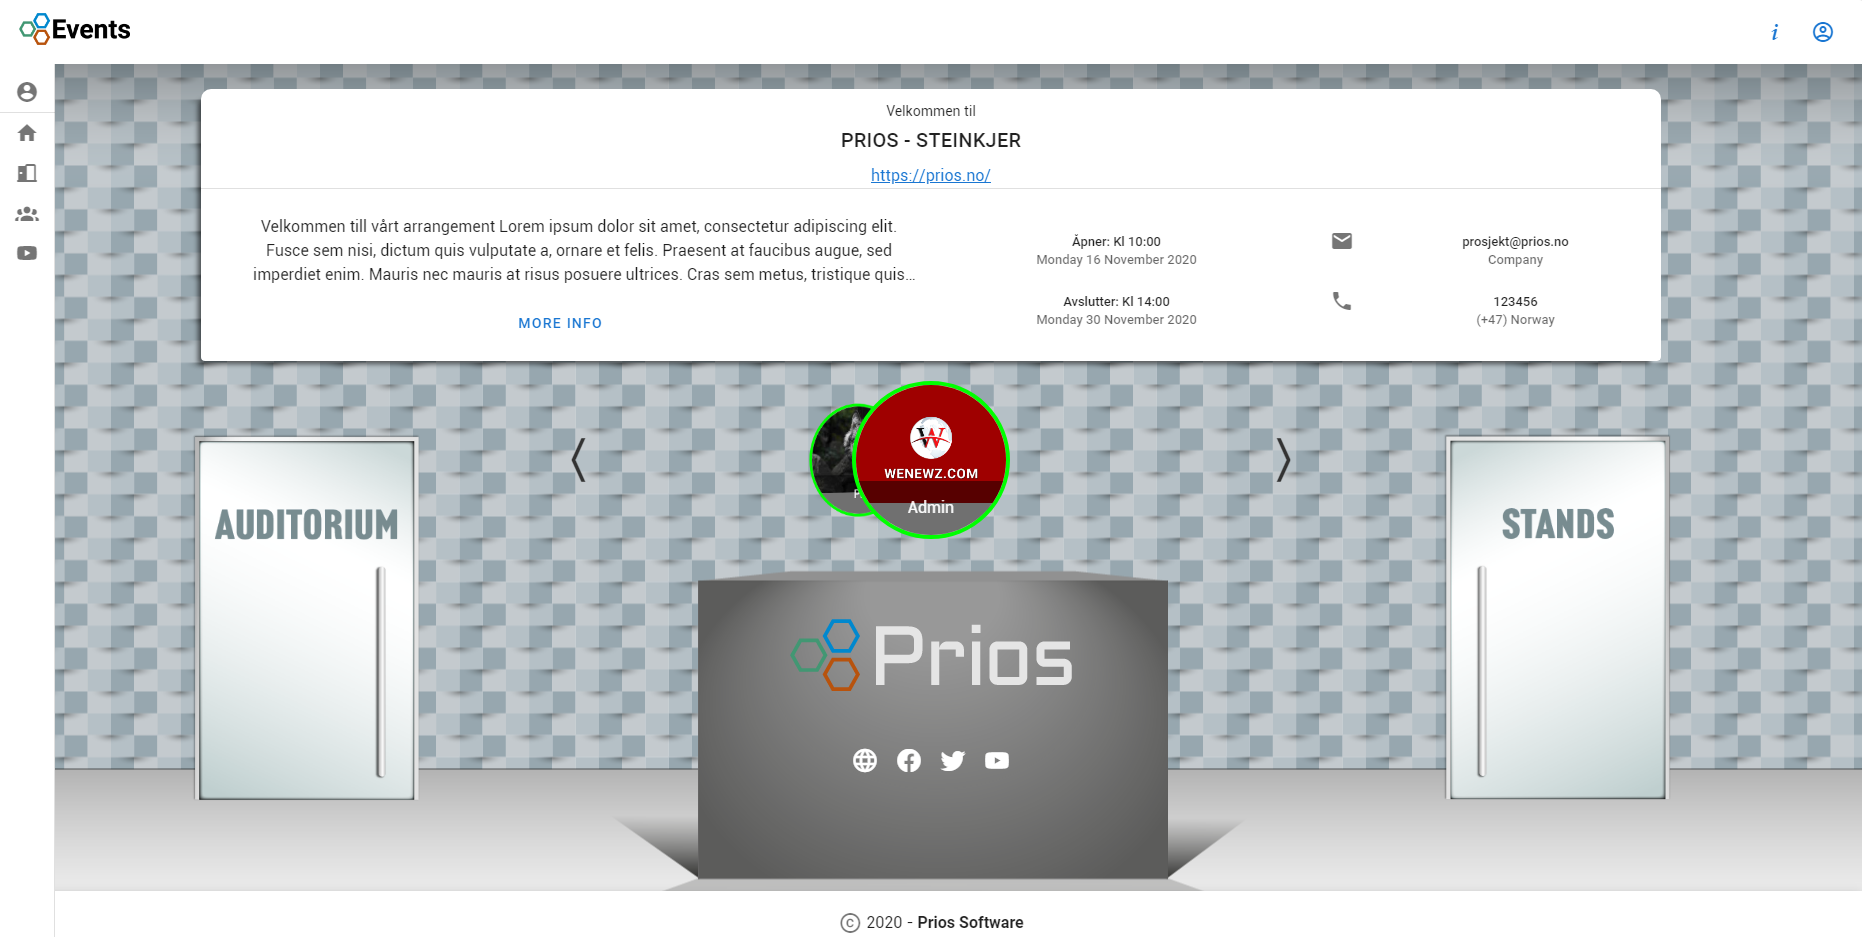 Events
i
Velkommen til
PRIOS - STEINKJER
https://prios.no/
Velkommen till vårt arrangement Lorem ipsum dolor sit amet, consectetur adipiscing elit.
Fusce sem nisi, dictum quis vulputate a, ornare et felis. Praesent at faucibus augue, sed
imperdiet enim. Mauris nec mauris at risus posuere ultrices. Cras sem metus, tristique quis...
MORE INFO
Åpner: Kl 10:00
Monday 16 November 2020
Avslutter: Kl 14:00
Monday 30 November 2020
prosjekt@prios.no
Company
123456
(+47) Norway
W
WENEWZ.COM
Admin
AUDITORIUM
STANDS
Prios
© 2020 - Prios Software